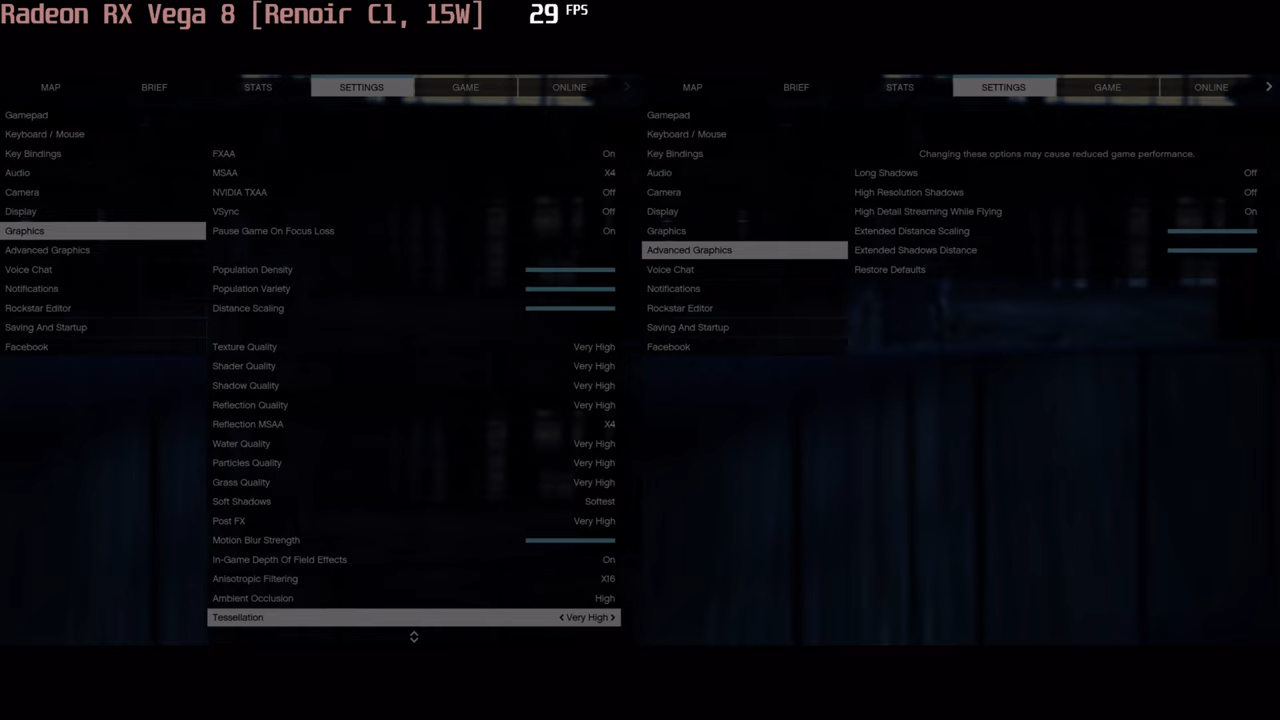 Radeon RX Vega 8 [Renoir C1, 15W] 29 FPS
MAP BRIEF STATS SETTINGS GAME ONLINE
Gamepad
Keyboard / Mouse
Key Bindings
Audio
Camera
Display
Graphics
Advanced Graphics
Voice Chat
Notifications
Rockstar Editor
Saving And Startup
Facebook
FXAA On
MSAA X4
NVIDIA TXAA Off
VSync Off
Pause Game On Focus Loss On
Population Density
Population Variety
Distance Scaling
Texture Quality Very High
Shader Quality Very High
Shadow Quality Very High
Reflection Quality Very High
Reflection MSAA X4
Water Quality Very High
Particles Quality Very High
Grass Quality Very High
Soft Shadows Softest
Post FX Very High
Motion Blur Strength
In-Game Depth Of Field Effects On
Anisotropic Filtering X16
Ambient Occlusion High
Tessellation < Very High >
MAP BRIEF STATS SETTINGS GAME ONLINE
Gamepad
Keyboard / Mouse
Key Bindings
Audio
Camera
Display
Graphics
Advanced Graphics
Voice Chat
Notifications
Rockstar Editor
Saving And Startup
Facebook
Changing these options may cause reduced game performance.
Long Shadows Off
High Resolution Shadows Off
High Detail Streaming While Flying On
Extended Distance Scaling
Extended Shadows Distance
Restore Defaults